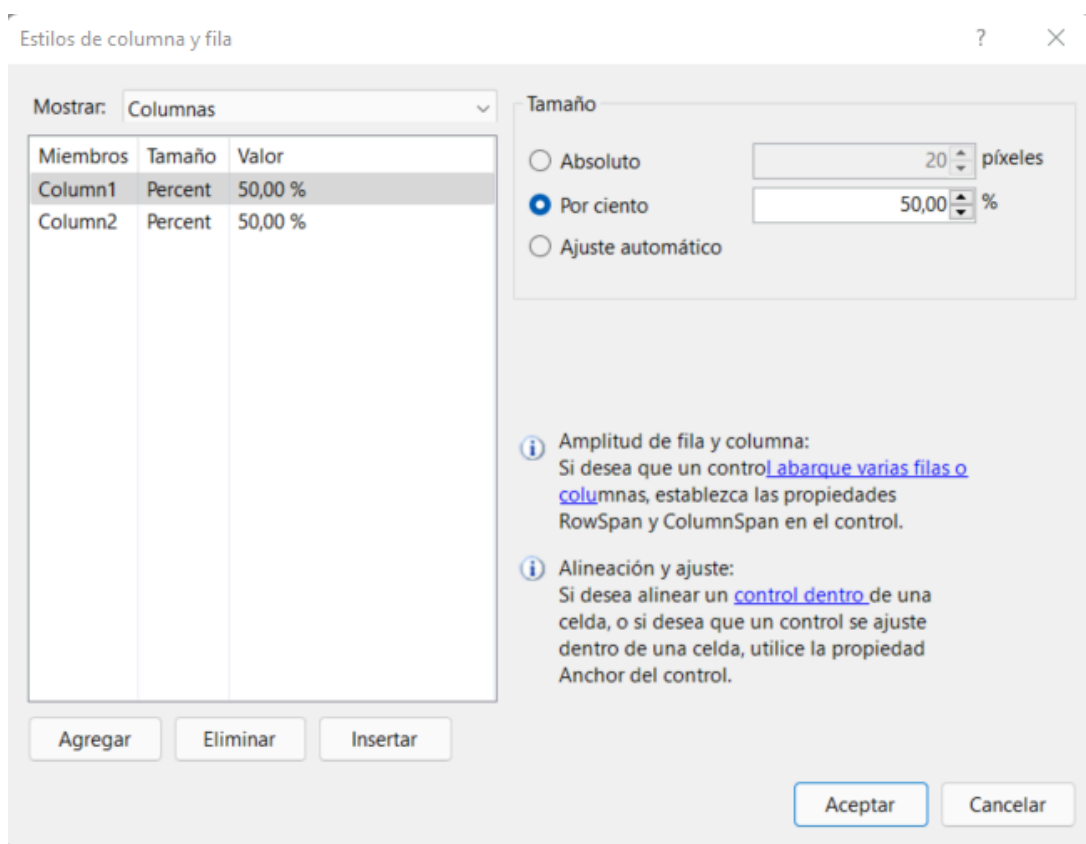 Estilos de columna y fila
?
Mostrar: Columnas
Miembros Tamaño Valor
Column1 Percent 50,00 %
Column2 Percent 50,00 %
Agregar Eliminar Insertar
Tamaño
Absoluto 20 píxeles
Por ciento 50,00 %
Ajuste automático
Amplitud de fila y columna:
Si desea que un control abarque varias filas o
columnas, establezca las propiedades
RowSpan y ColumnSpan en el control.
Alineación y ajuste:
Si desea alinear un control dentro de una
celda, o si desea que un control se ajuste
dentro de una celda, utilice la propiedad
Anchor del control.
Aceptar Cancelar